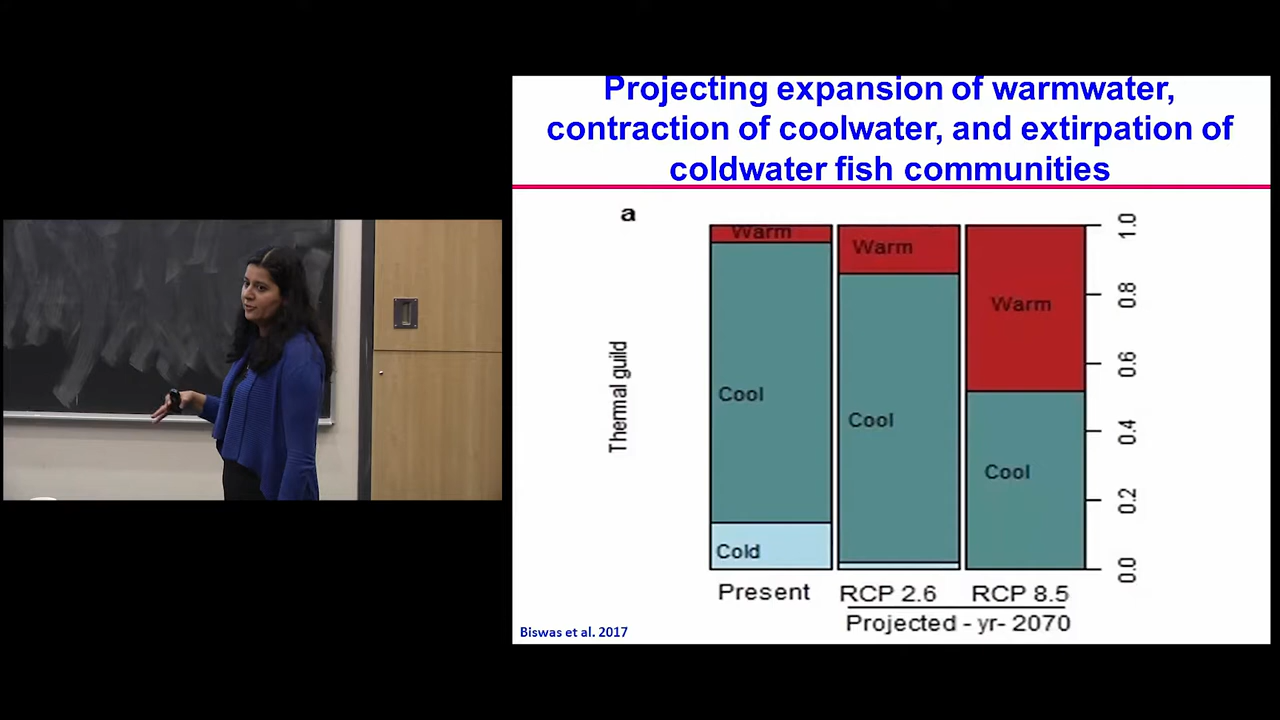 Projecting expansion of warmwater,
contraction of coolwater, and extirpation of
coldwater fish communities
a
Thermal guild
Warm
Cool
Cold
Warm
Cool
Warm
Cool
1.0
0.8
0.6
0.4
0.2
0.0
Present
RCP 2.6
RCP 8.5
Projected - yr- 2070
Biswas et al. 2017